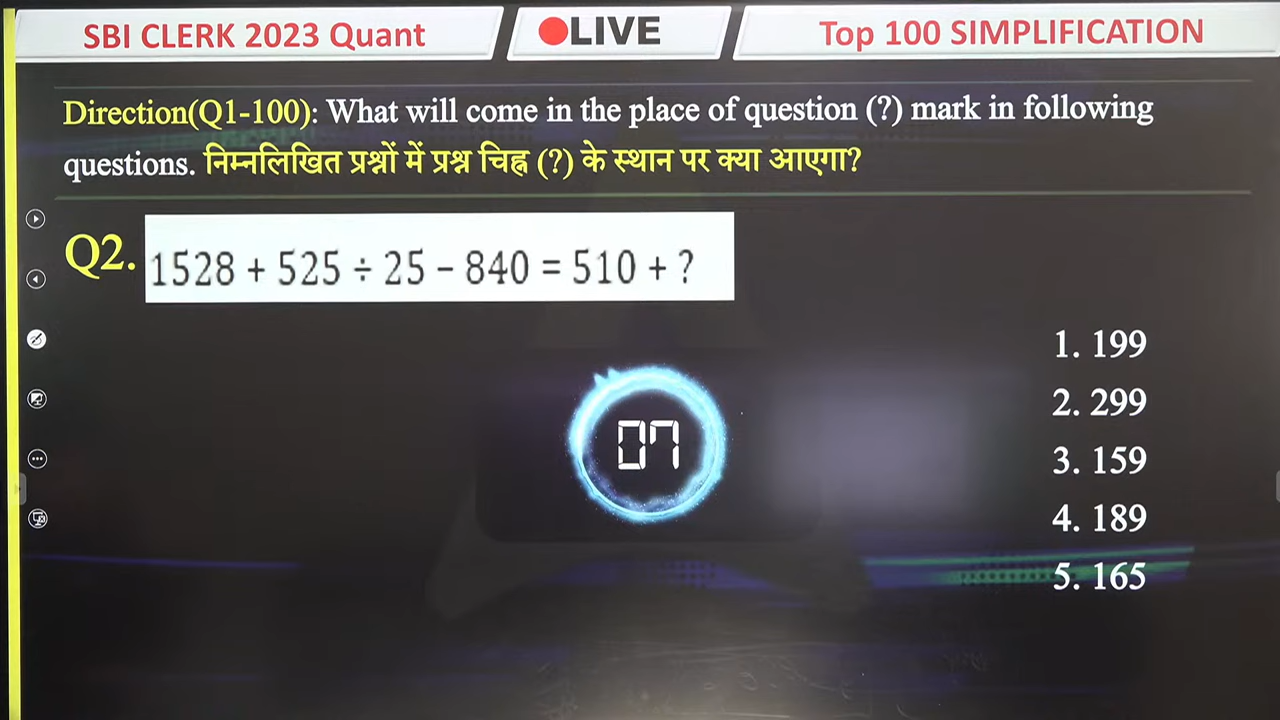 SBI CLERK 2023 Quant
LIVE
Top 100 SIMPLIFICATION
Direction(Q1-100): What will come in the place of question (?) mark in following
questions. निम्नलिखित प्रश्नों में प्रश्न चिह्न (?) के स्थान पर क्या आएगा?
Q2. 1528 + 525 ÷ 25 − 840 = 510 + ?
07
1. 199
2. 299
3. 159
4. 189
5. 165